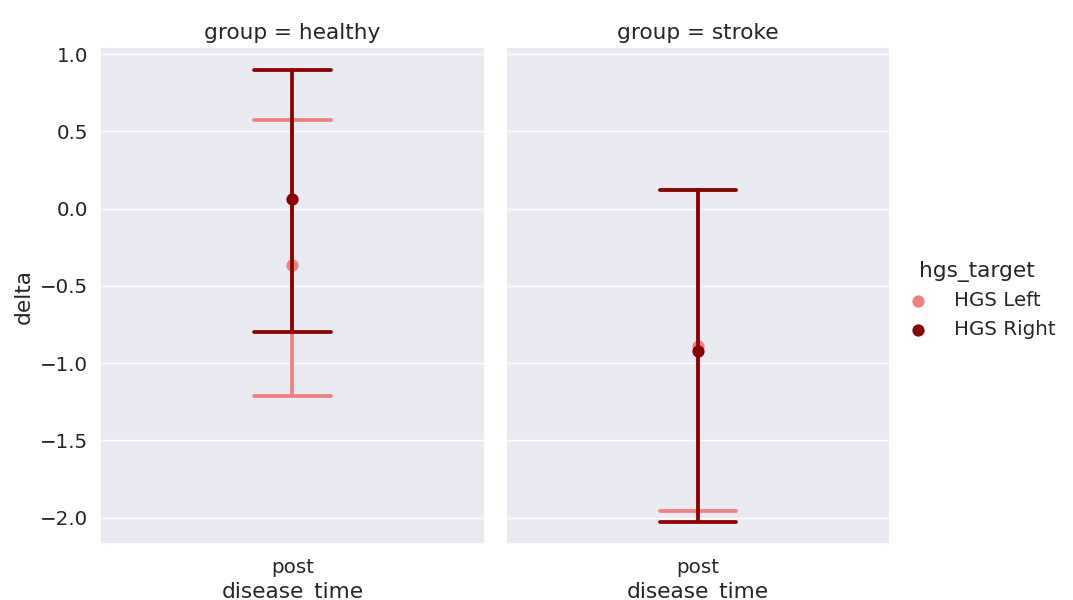 group = healthy
group = stroke
1.0
0.5
0.0
−0.5
−1.0
−1.5
−2.0
delta
post
disease_time
post
disease_time
hgs_target
HGS Left
HGS Right